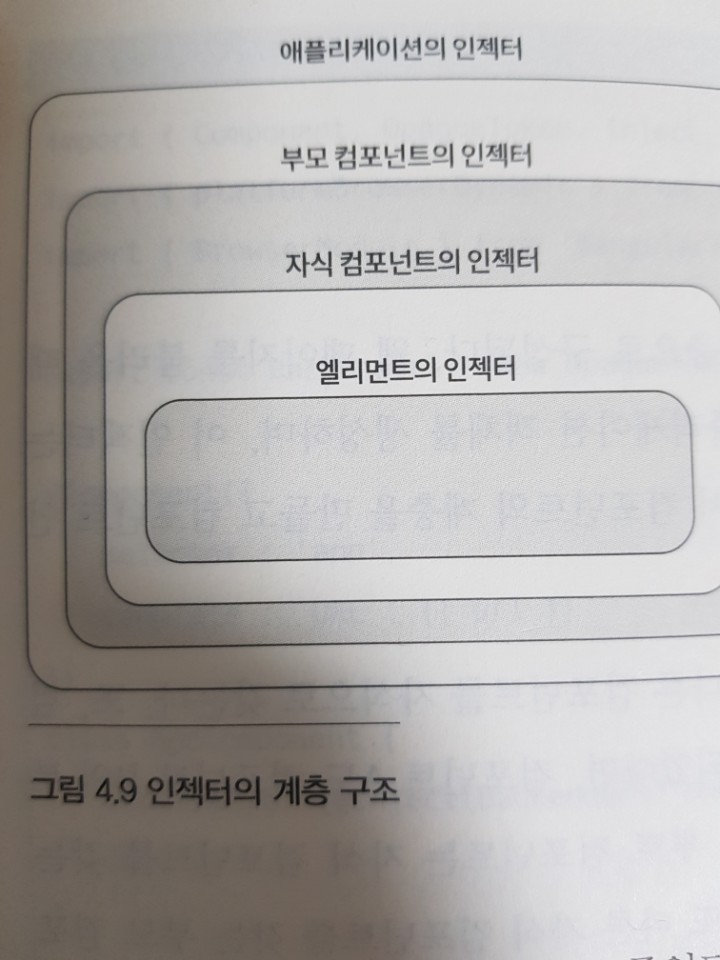 애플리케이션의 인젝터
부모 컴포넌트의 인젝터
자식 컴포넌트의 인젝터
엘리먼트의 인젝터
그림 4.9 인젝터의 계층 구조